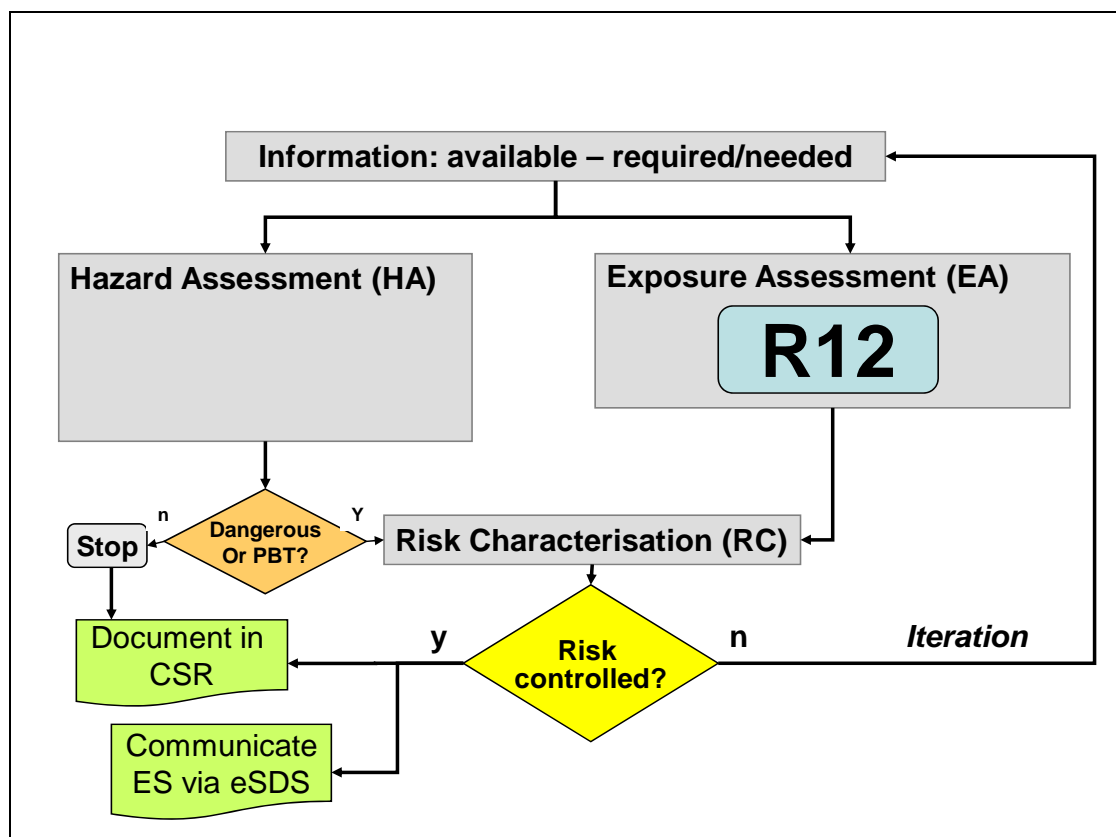 Information: available – required/needed
Hazard Assessment (HA)
Exposure Assessment (EA)
R12
n
Y
Stop
Dangerous
Or PBT?
Risk Characterisation (RC)
Document in
CSR
y
Risk
controlled?
n
Iteration
Communicate
ES via eSDS